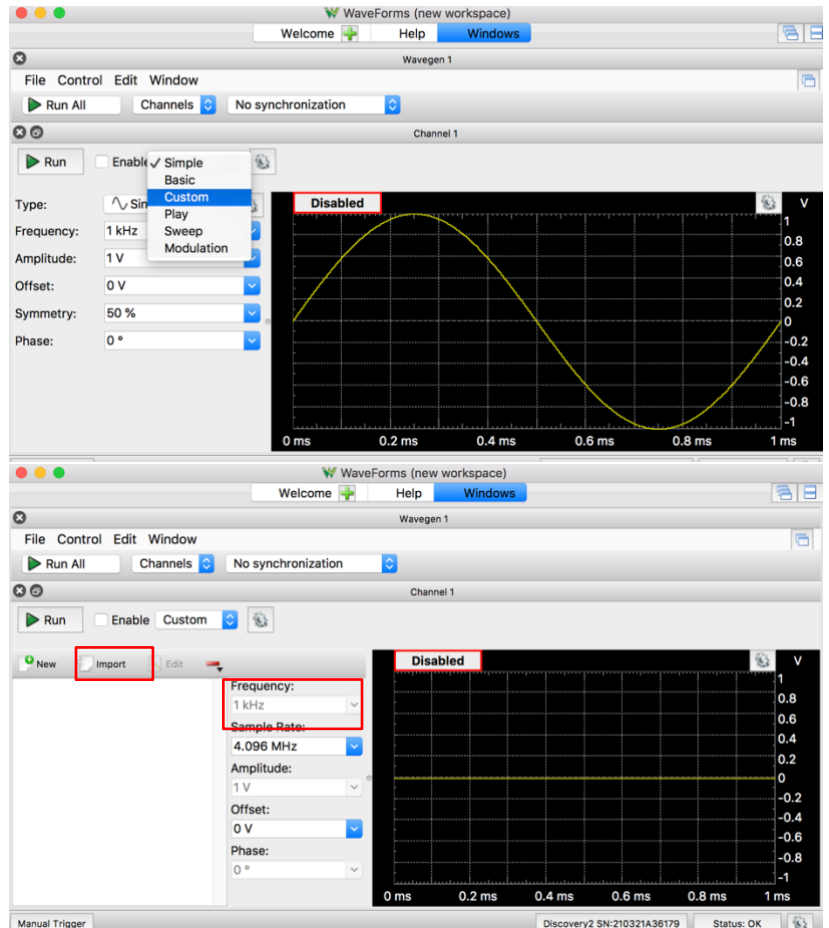 WaveForms (new workspace)
Welcome Help Windows
Wavegen 1
File Control Edit Window
Run All Channels No synchronization
Channel 1
Run Enable ✓ Simple
Basic
Custom
Play
Sweep
Modulation
Type: Sin
Frequency: 1 kHz
Amplitude: 1 V
Offset: 0 V
Symmetry: 50 %
Phase: 0 °
Disabled V
1
0.8
0.6
0.4
0.2
0
-0.2
-0.4
-0.6
-0.8
-1
0 ms 0.2 ms 0.4 ms 0.6 ms 0.8 ms 1 ms
WaveForms (new workspace)
Welcome Help Windows
Wavegen 1
File Control Edit Window
Run All Channels No synchronization
Channel 1
Run Enable Custom
New Import Edit
Frequency:
1 kHz
Sample Rate:
4.096 MHz
Amplitude:
1 V
Offset:
0 V
Phase:
0 °
Disabled V
1
0.8
0.6
0.4
0.2
0
-0.2
-0.4
-0.6
-0.8
-1
0 ms 0.2 ms 0.4 ms 0.6 ms 0.8 ms 1 ms
Manual Trigger Discovery2 SN:210321A36179 Status: OK